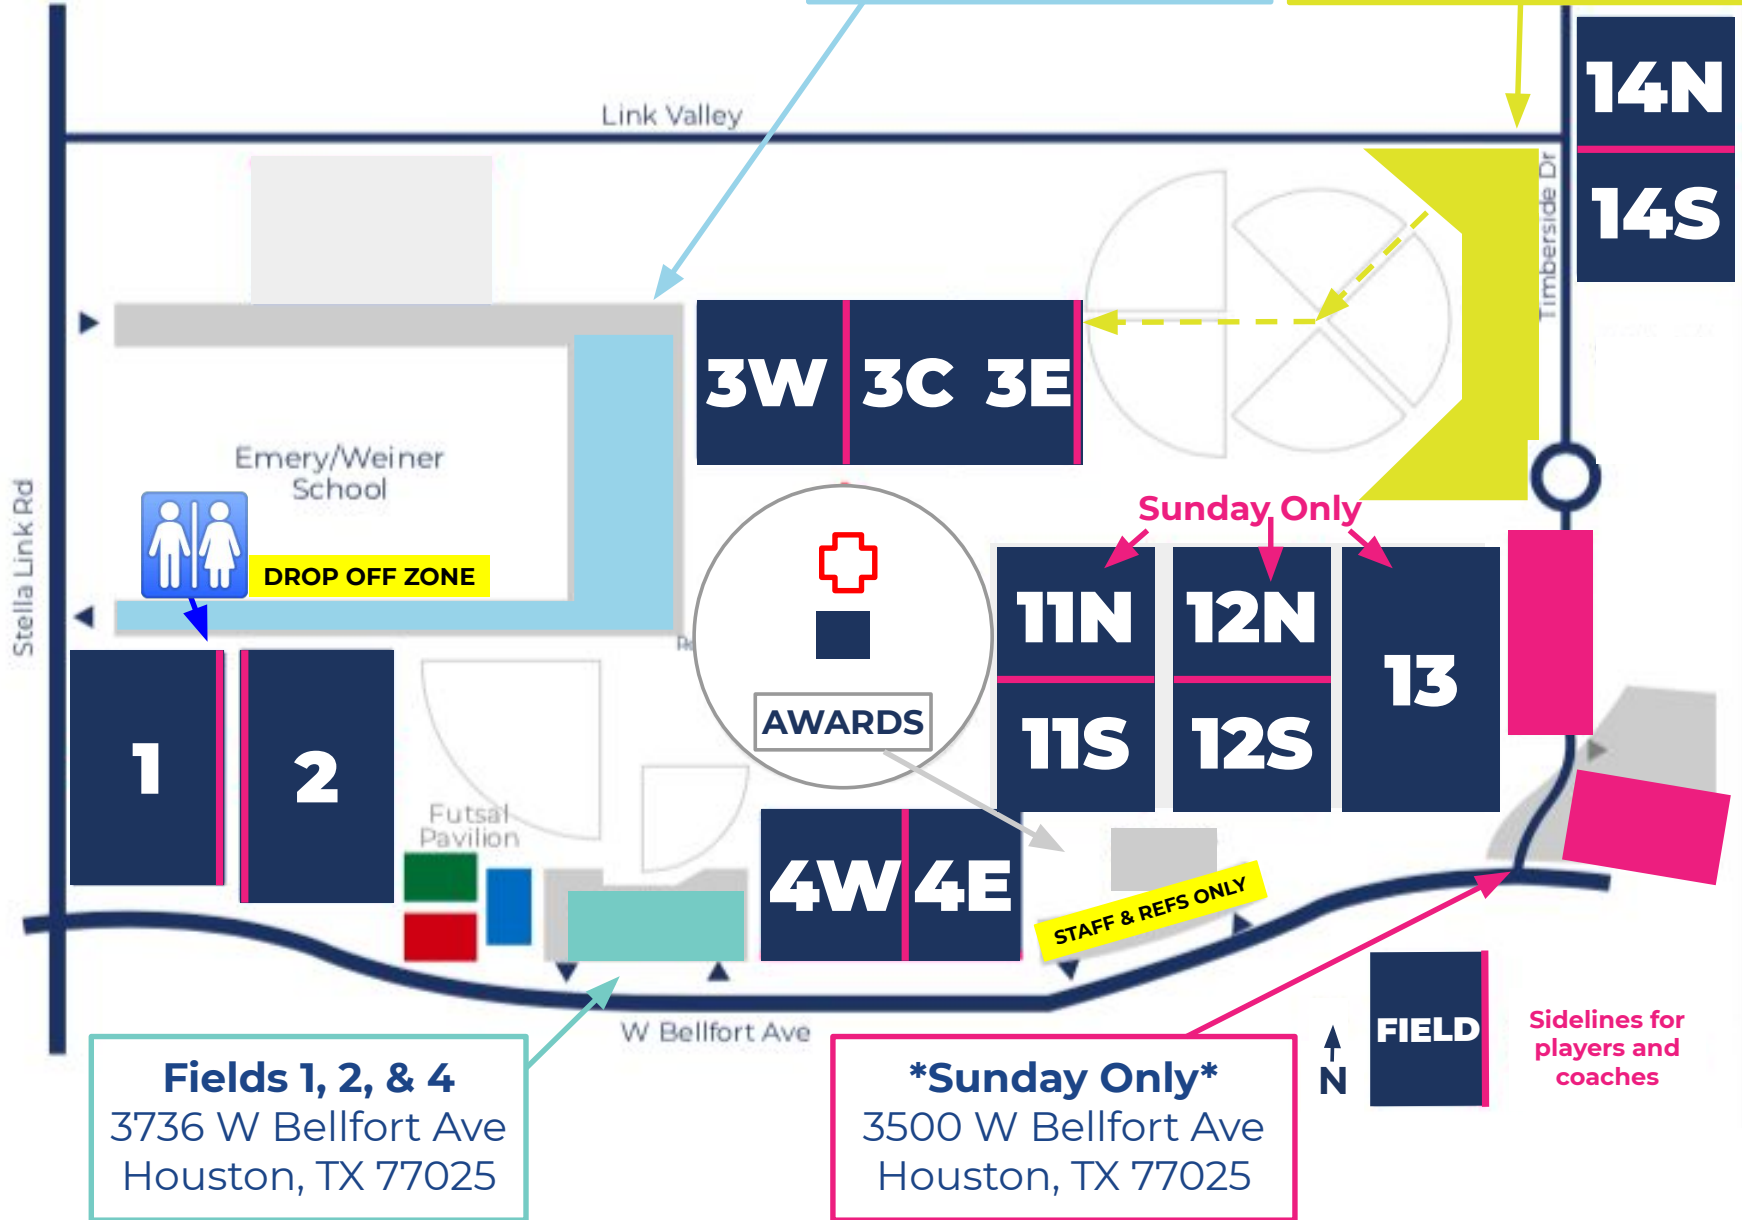 14N
Link Valley
14S
Timberside Dr
3W
3C
3E
Emery/Weiner
School
Stella Link Rd
Sunday Only
DROP OFF ZONE
11N
12N
13
11S
12S
AWARDS
1
2
Futsal
Pavilion
4W
4E
STAFF & REFS ONLY
W Bellfort Ave
FIELD
Sidelines for
players and
coaches
N
Fields 1, 2, & 4
3736 W Bellfort Ave
Houston, TX 77025
*Sunday Only*
3500 W Bellfort Ave
Houston, TX 77025